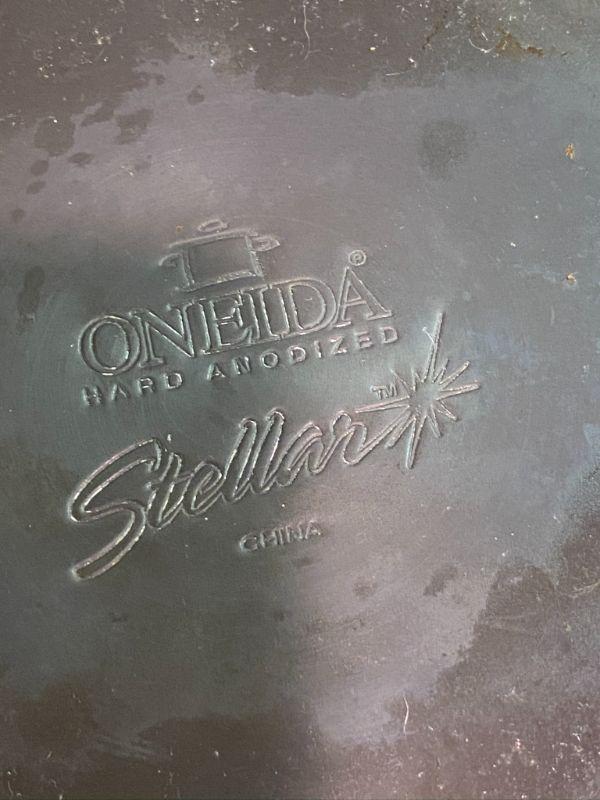 ONEIDA®
HARD ANODIZED
Stellar™
CHINA